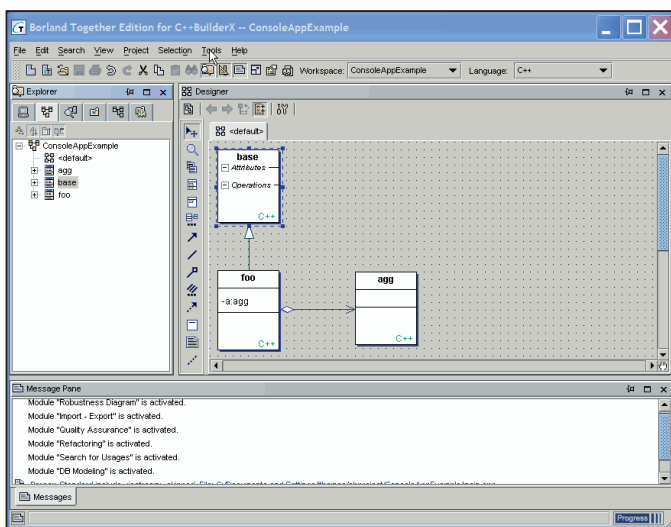 Borland Together Edition for C++BuilderX -- ConsoleAppExample
File Edit Search View Project Selection Tools Help
Workspace: ConsoleAppExample Language: C++
Explorer
Designer
<default>
ConsoleAppExample
<default>
agg
base
foo
base
Attributes
Operations
C++
foo
-a:agg
C++
agg
C++
Message Pane
Module "Robustness Diagram" is activated.
Module "Import - Export" is activated.
Module "Quality Assurance" is activated.
Module "Refactoring" is activated.
Module "Search for Usages" is activated.
Module "DB Modeling" is activated.
Messages
Progress